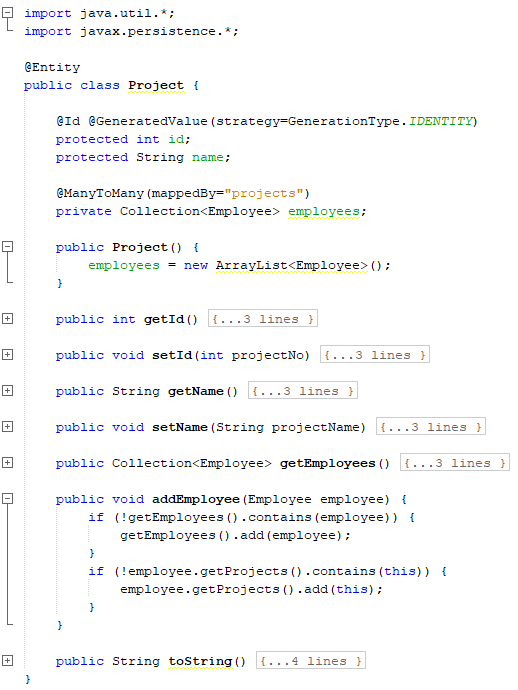 import java.util.*;
import javax.persistence.*;
@Entity
public class Project {
@Id @GeneratedValue(strategy=GenerationType.IDENTITY)
protected int id;
protected String name;
@ManyToMany(mappedBy="projects")
private Collection<Employee> employees;
public Project() {
employees = new ArrayList<Employee>();
}
public int getId() {...3 lines }
public void setId(int projectNo) {...3 lines }
public String getName() {...3 lines }
public void setName(String projectName) {...3 lines }
public Collection<Employee> getEmployees() {...3 lines }
public void addEmployee(Employee employee) {
if (!getEmployees().contains(employee)) {
getEmployees().add(employee);
}
if (!employee.getProjects().contains(this)) {
employee.getProjects().add(this);
}
}
public String toString() {...4 lines }
}